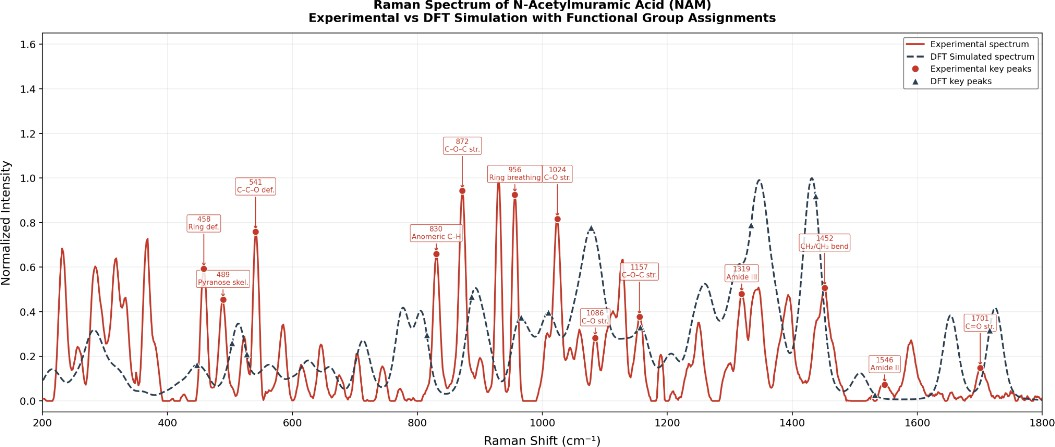 Raman Spectrum of N-Acetylmuramic Acid (NAM)
Experimental vs DFT Simulation with Functional Group Assignments
Experimental spectrum
DFT Simulated spectrum
Experimental key peaks
DFT key peaks
Normalized Intensity
1.6
1.4
1.2
1.0
0.8
0.6
0.4
0.2
0.0
458
Ring def.
489
Pyranose skel.
541
C–C–O def.
830
Anomeric C–H
872
C–O–C str.
956
Ring breathing
1024
C–O str.
1086
C–O str.
1157
C–O–C str.
1319
Amide III
1452
CH₃/CH₂ bend
1546
Amide II
1701
C=O str.
200
400
600
800
1000
1200
1400
1600
1800
Raman Shift (cm⁻¹)